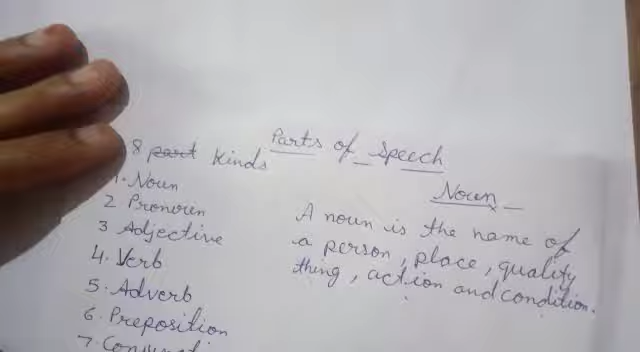 Parts of Speech
8 part Kinds
1. Noun
2 Pronoun
3 Adjective
4. Verb
5. Adverb
6. Preposition
Noun
A noun is the name of
a person, place, quality
thing, action and condition.